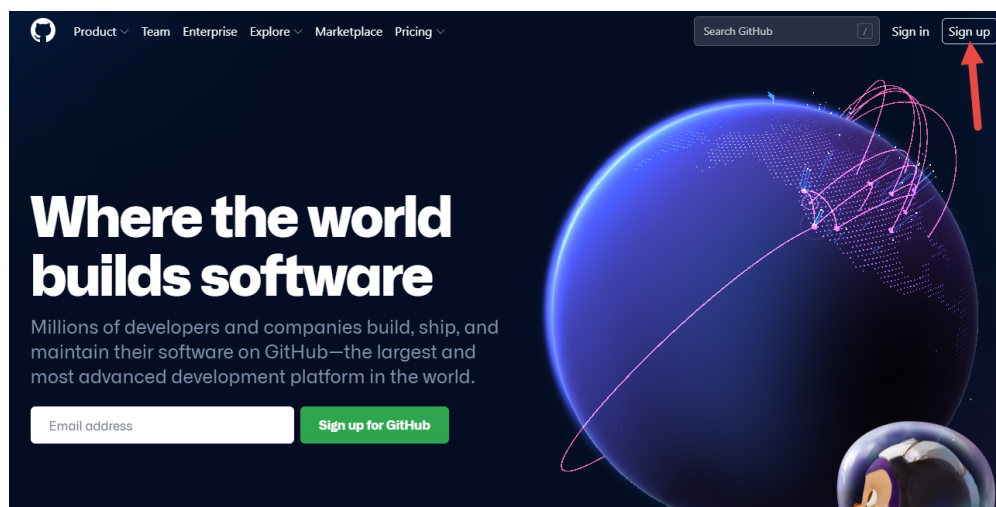 Product Team Enterprise Explore Marketplace Pricing Search GitHub / Sign in Sign up
Where the world
builds software
Millions of developers and companies build, ship, and
maintain their software on GitHub—the largest and
most advanced development platform in the world.
Email address Sign up for GitHub